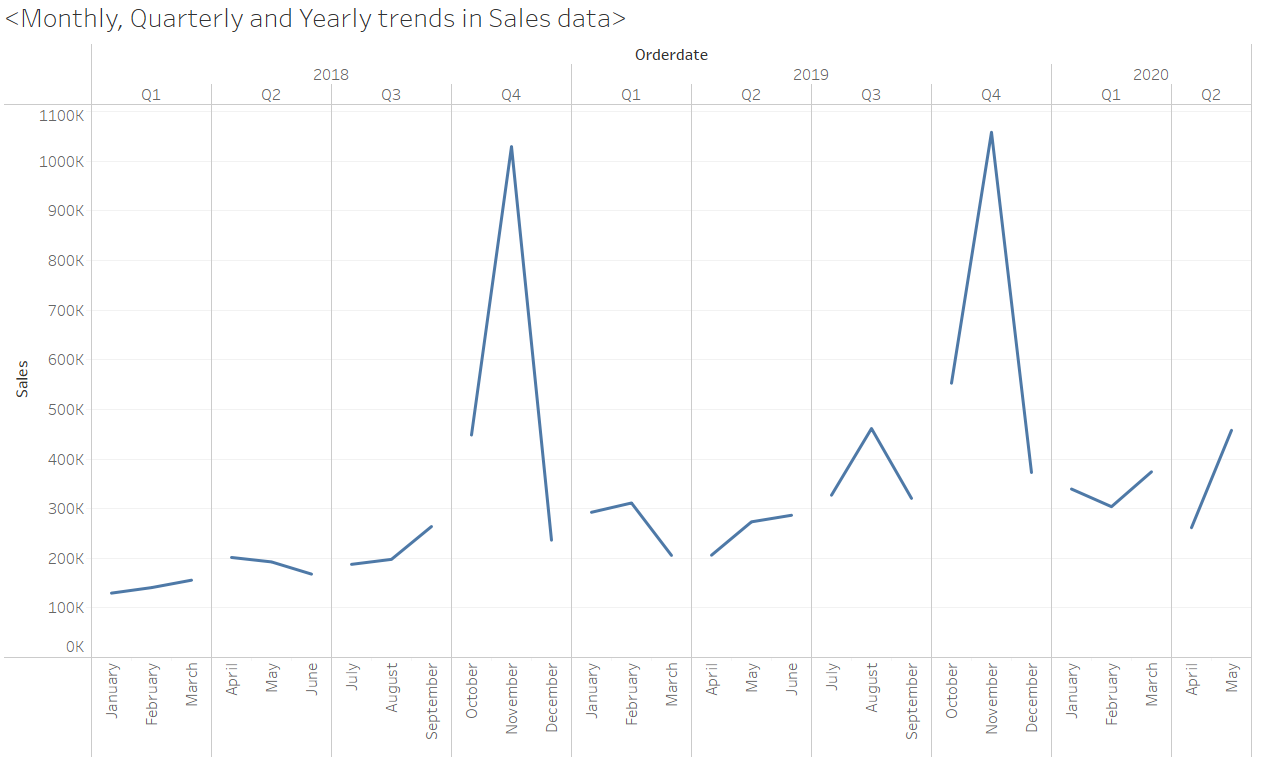 <Monthly, Quarterly and Yearly trends in Sales data>
Orderdate
2018 2019 2020
Q1 Q2 Q3 Q4 Q1 Q2 Q3 Q4 Q1 Q2
1100K
1000K
900K
800K
700K
600K
500K
400K
300K
200K
100K
0K
Sales
January February March April May June July August September October November December January February March April May June July August September October November December January February March April May